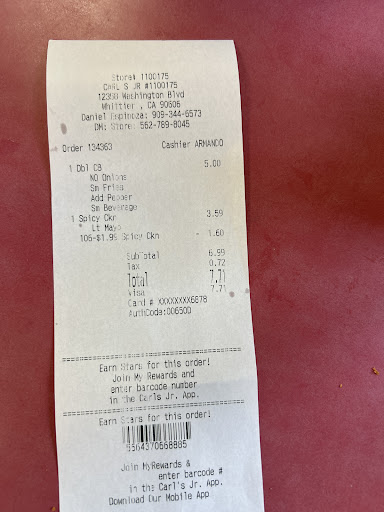 Store# 1100175
CARL S JR #1100175
12350 Washington Blvd
Whittier , CA 90606
Daniel Espinoza: 909-344-6573
DM: Store: 562-789-8045
Order 134363 Cashier ARMANDO
1 Dbl CB 5.00
NO Onions
Sm Fries
Add Pepper
Sm Beverage
1 Spicy Ckn 3.59
* Lt Mayo
105-$1.99 Spicy Ckn - 1.60
SubTotal 6.99
Tax 0.72
Total 7.71
Visa 7.71
Card # XXXXXXXX6678
AuthCode:006500
Earn Stars for this order!
Join My Rewards and
enter barcode number
in the Carls Jr. App.
Earn Stars for this order!
5504370668885
Join MyRewards &
enter barcode #
in the Carl's Jr. App.
Download Our Mobile App